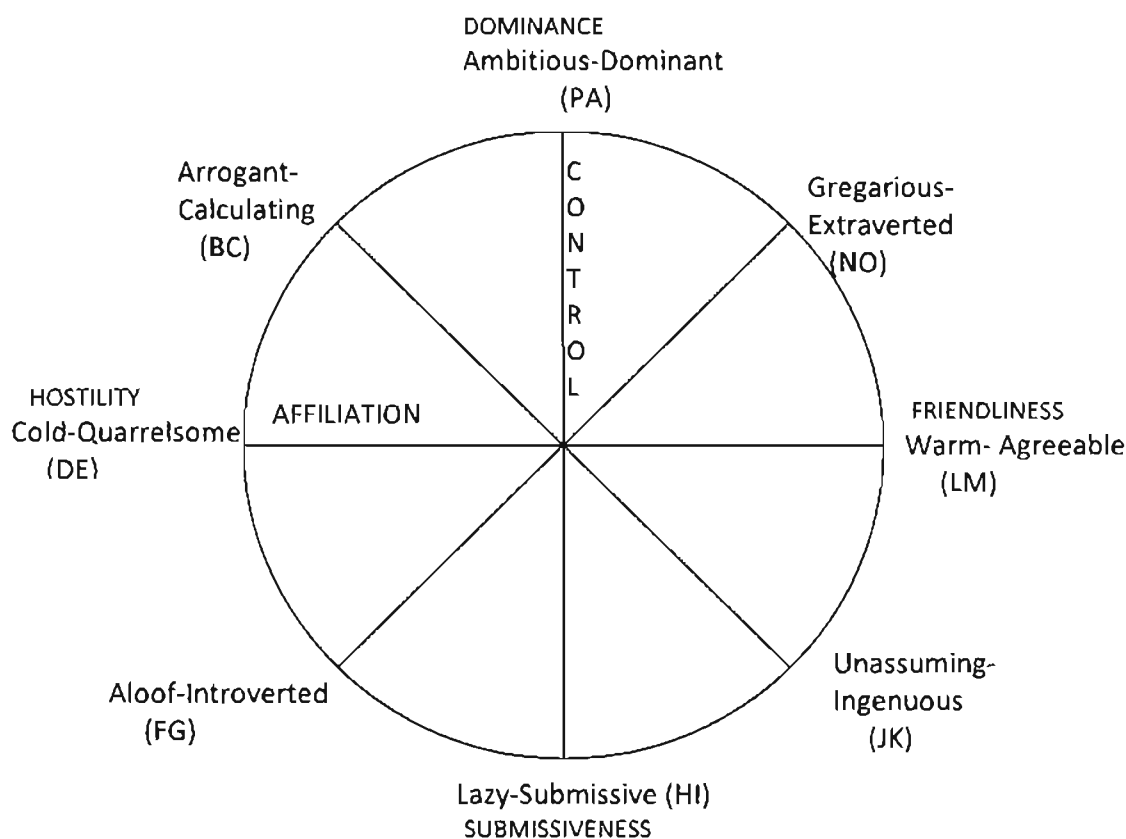 DOMINANCE
Ambitious-Dominant
(PA)
Arrogant-
Calculating
(BC)
CONTROL
Gregarious-
Extraverted
(NO)
HOSTILITY
Cold-Quarrelsome
(DE)
AFFILIATION
FRIENDLINESS
Warm- Agreeable
(LM)
Aloof-Introverted
(FG)
Unassuming-
Ingenuous
(JK)
Lazy-Submissive (HI)
SUBMISSIVENESS